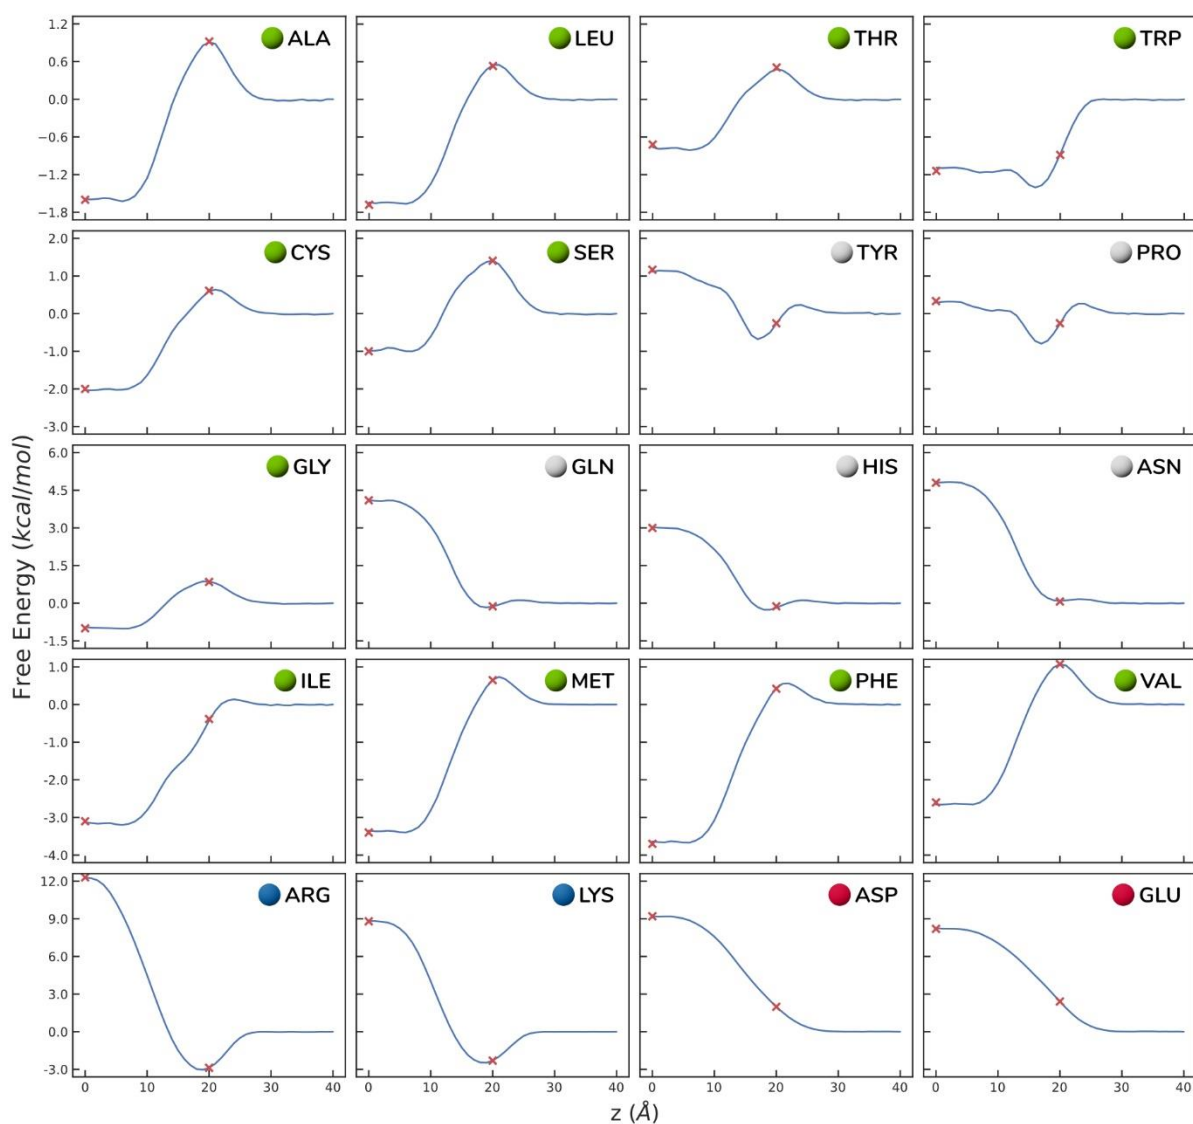 1.2
0.6
0.0
−0.6
−1.2
−1.8
ALA
LEU
THR
TRP
2.0
1.0
0.0
-1.0
-2.0
-3.0
CYS
SER
TYR
PRO
6.0
4.5
3.0
1.5
0.0
-1.5
GLY
GLN
HIS
ASN
1.0
0.0
-1.0
-2.0
-3.0
-4.0
ILE
MET
PHE
VAL
12.0
9.0
6.0
3.0
0.0
-3.0
ARG
LYS
ASP
GLU
0 10 20 30 40
0 10 20 30 40
0 10 20 30 40
0 10 20 30 40
Free Energy (kcal/mol)
z (Å)